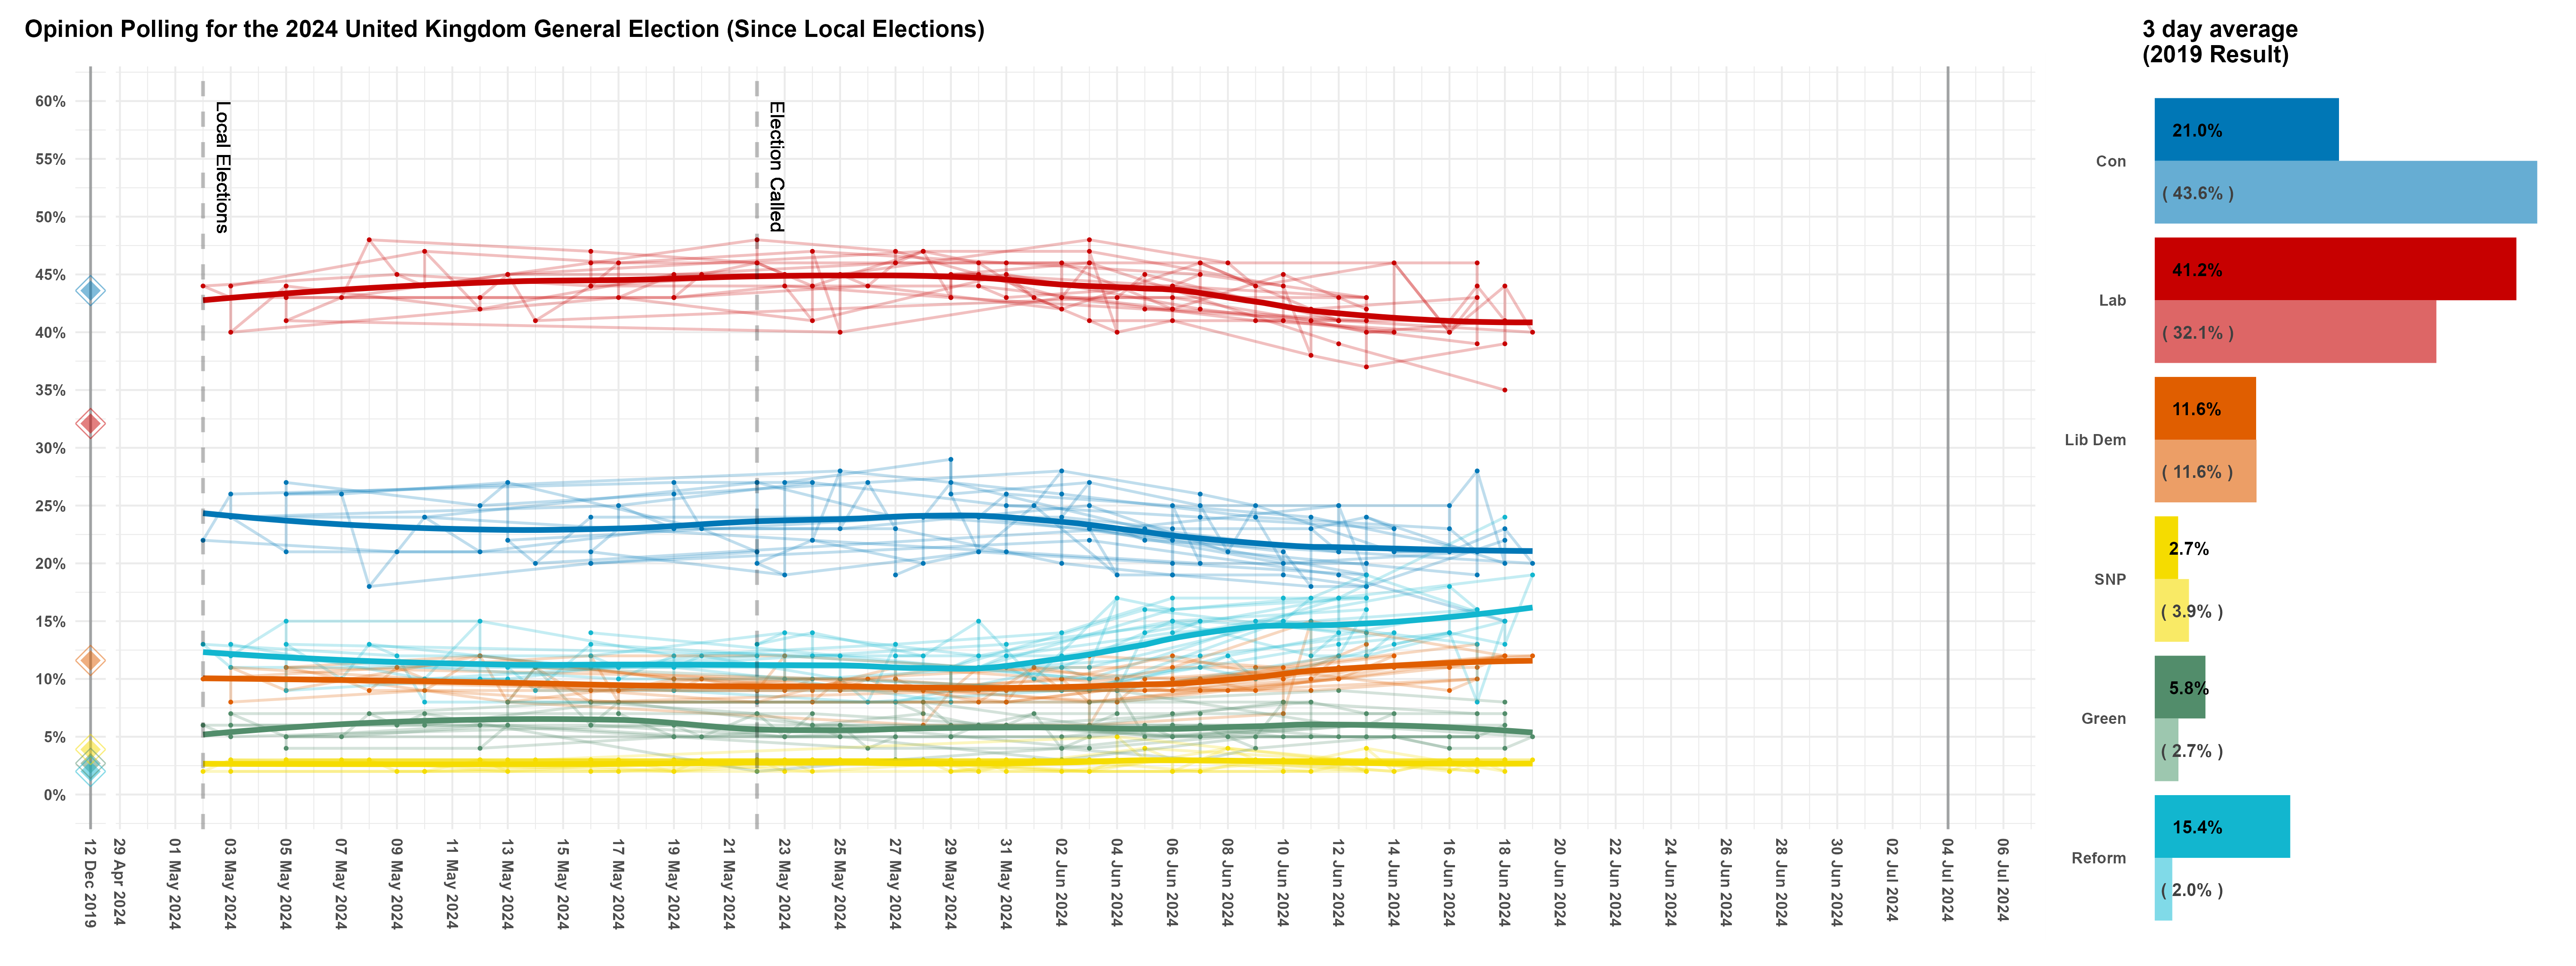 Opinion Polling for the 2024 United Kingdom General Election (Since Local Elections)
3 day average
(2019 Result)
60%
55%
50%
45%
40%
35%
30%
25%
20%
15%
10%
5%
0%
Local Elections
Election Called
12 Dec 2019
29 Apr 2024
01 May 2024
03 May 2024
05 May 2024
07 May 2024
09 May 2024
11 May 2024
13 May 2024
15 May 2024
17 May 2024
19 May 2024
21 May 2024
23 May 2024
25 May 2024
27 May 2024
29 May 2024
31 May 2024
02 Jun 2024
04 Jun 2024
06 Jun 2024
08 Jun 2024
10 Jun 2024
12 Jun 2024
14 Jun 2024
16 Jun 2024
18 Jun 2024
20 Jun 2024
22 Jun 2024
24 Jun 2024
26 Jun 2024
28 Jun 2024
30 Jun 2024
02 Jul 2024
04 Jul 2024
06 Jul 2024
Con
21.0%
( 43.6% )
Lab
41.2%
( 32.1% )
Lib Dem
11.6%
( 11.6% )
SNP
2.7%
( 3.9% )
Green
5.8%
( 2.7% )
Reform
15.4%
( 2.0% )